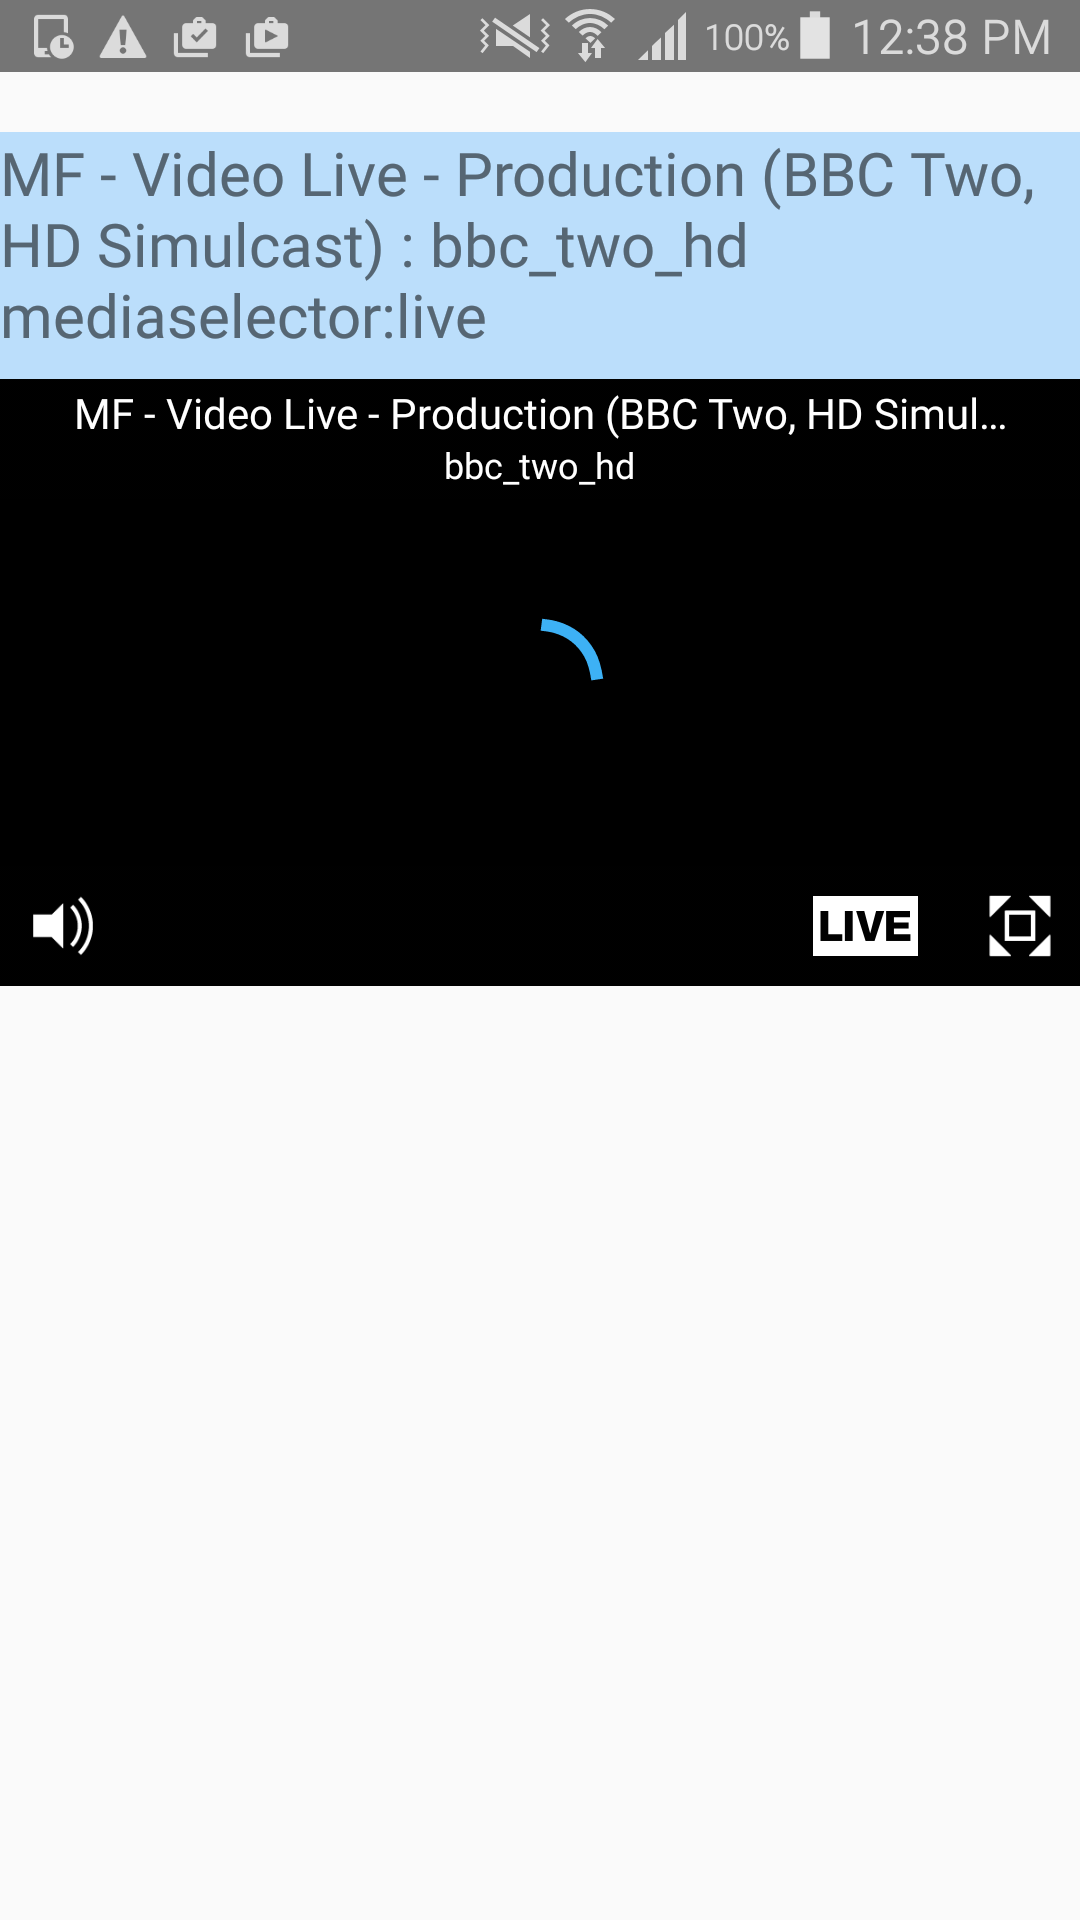 100% 12:38 PM
MF - Video Live - Production (BBC Two,
HD Simulcast) : bbc_two_hd
mediaselector:live
MF - Video Live - Production (BBC Two, HD Simul...
bbc_two_hd
LIVE